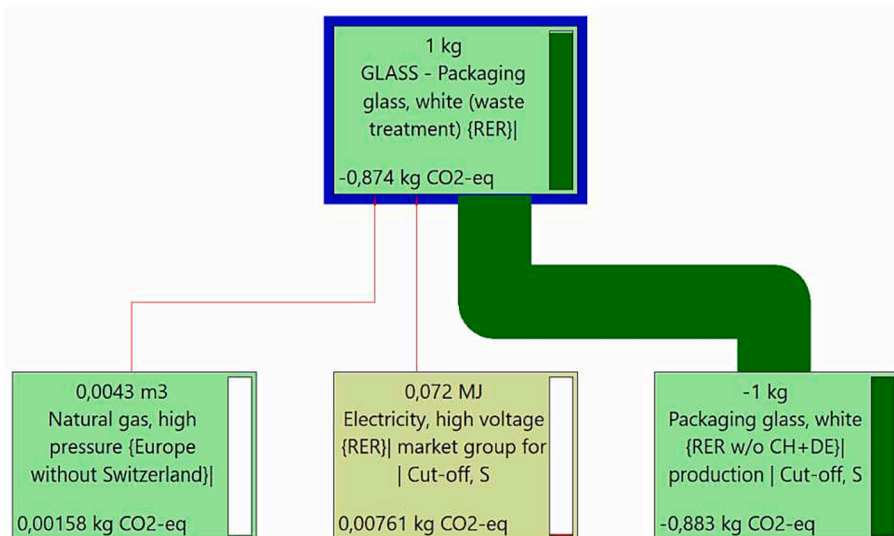 1 kg
GLASS - Packaging
glass, white (waste
treatment) {RER}|
-0,874 kg CO2-eq
0,0043 m3
Natural gas, high
pressure {Europe
without Switzerland}|
0,00158 kg CO2-eq
0,072 MJ
Electricity, high voltage
{RER}| market group for
| Cut-off, S
0,00761 kg CO2-eq
-1 kg
Packaging glass, white
{RER w/o CH+DE}|
production | Cut-off, S
-0,883 kg CO2-eq